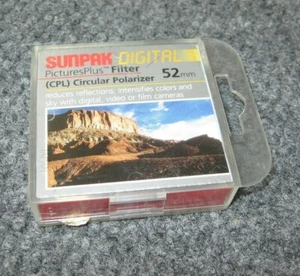 SUNPAK DIGITAL
PicturesPlus™ Filter 52mm
(CPL) Circular Polarizer
reduces reflections, intensifies colors and
sky with digital, video or film cameras